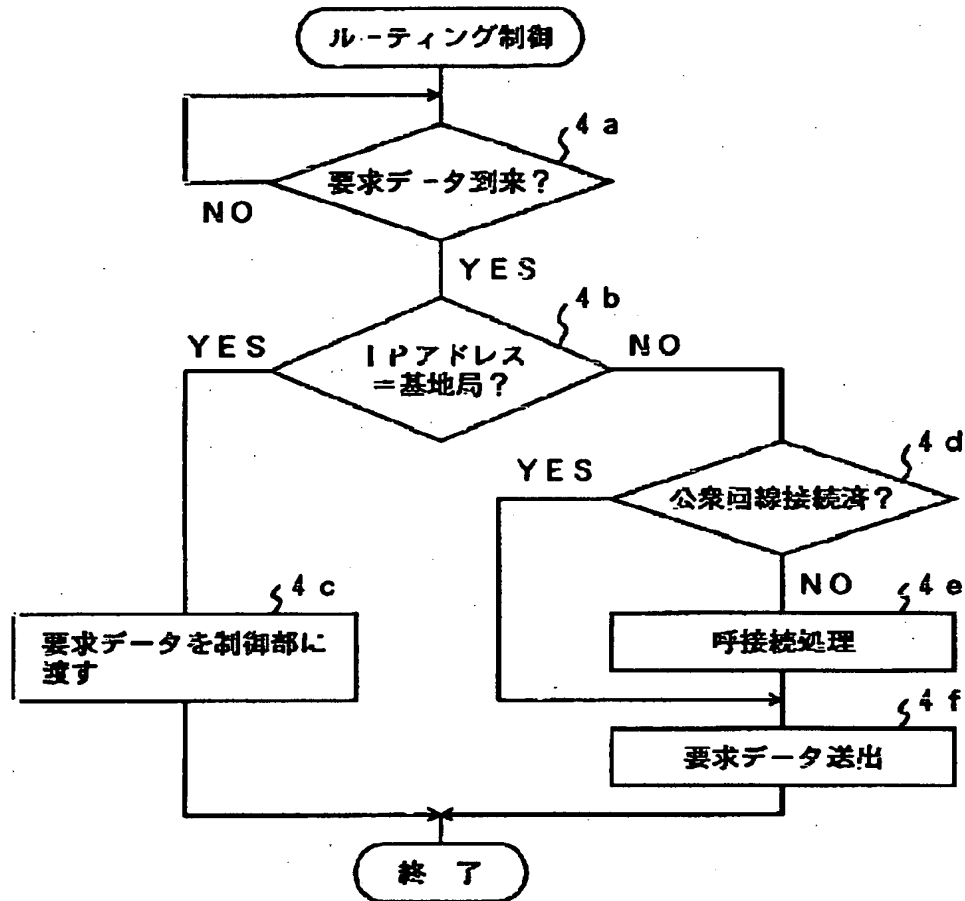 ルーティング制御
4a
要求データ到来?
NO
YES
4b
YES
IPアドレス
=基地局?
NO
4d
YES
公衆回線接続済?
NO
4c
要求データを制御部に
渡す
4e
呼接続処理
4f
要求データ送出
終了